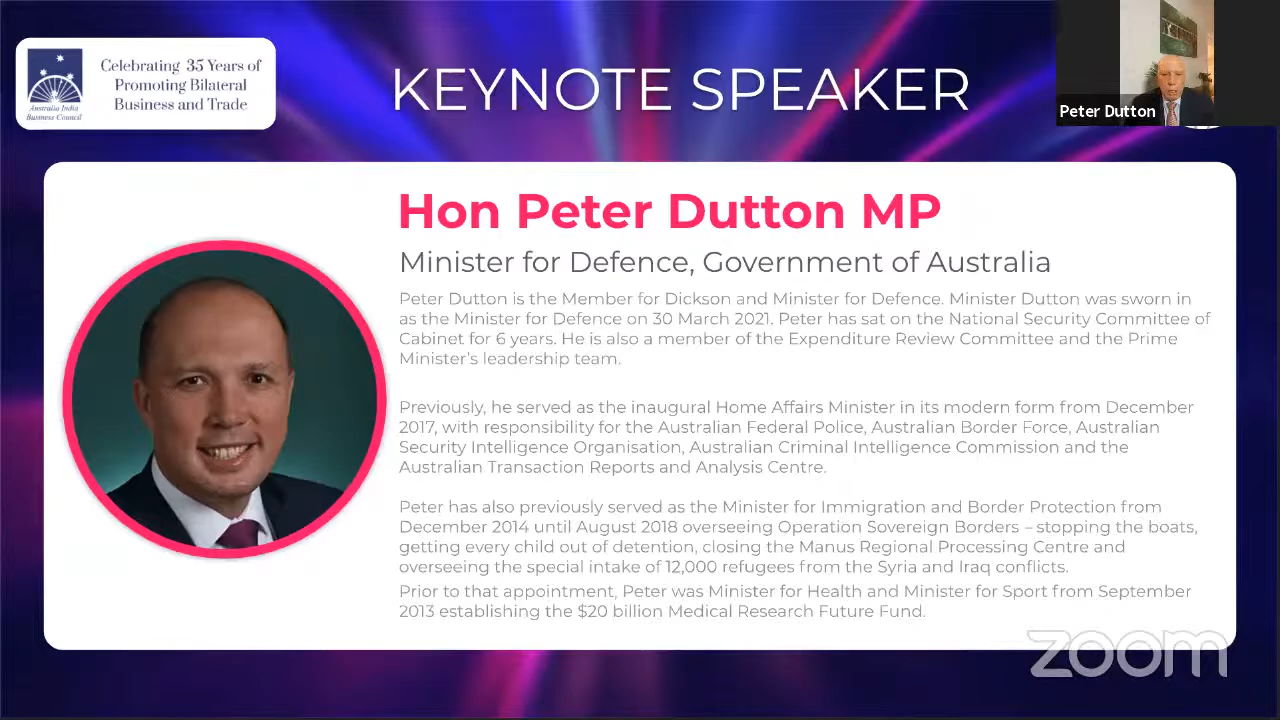 Celebrating 35 Years of
Promoting Bilateral
Business and Trade
Australia India
Business Council
KEYNOTE SPEAKER
Peter Dutton
Hon Peter Dutton MP
Minister for Defence, Government of Australia
Peter Dutton is the Member for Dickson and Minister for Defence. Minister Dutton was sworn in
as the Minister for Defence on 30 March 2021. Peter has sat on the National Security Committee of
Cabinet for 6 years. He is also a member of the Expenditure Review Committee and the Prime
Minister's leadership team.
Previously, he served as the inaugural Home Affairs Minister in its modern form from December
2017, with responsibility for the Australian Federal Police, Australian Border Force, Australian
Security Intelligence Organisation, Australian Criminal Intelligence Commission and the
Australian Transaction Reports and Analysis Centre.
Peter has also previously served as the Minister for Immigration and Border Protection from
December 2014 until August 2018 overseeing Operation Sovereign Borders – stopping the boats,
getting every child out of detention, closing the Manus Regional Processing Centre and
overseeing the special intake of 12,000 refugees from the Syria and Iraq conflicts.
Prior to that appointment, Peter was Minister for Health and Minister for Sport from September
2013 establishing the $20 billion Medical Research Future Fund.
zoom